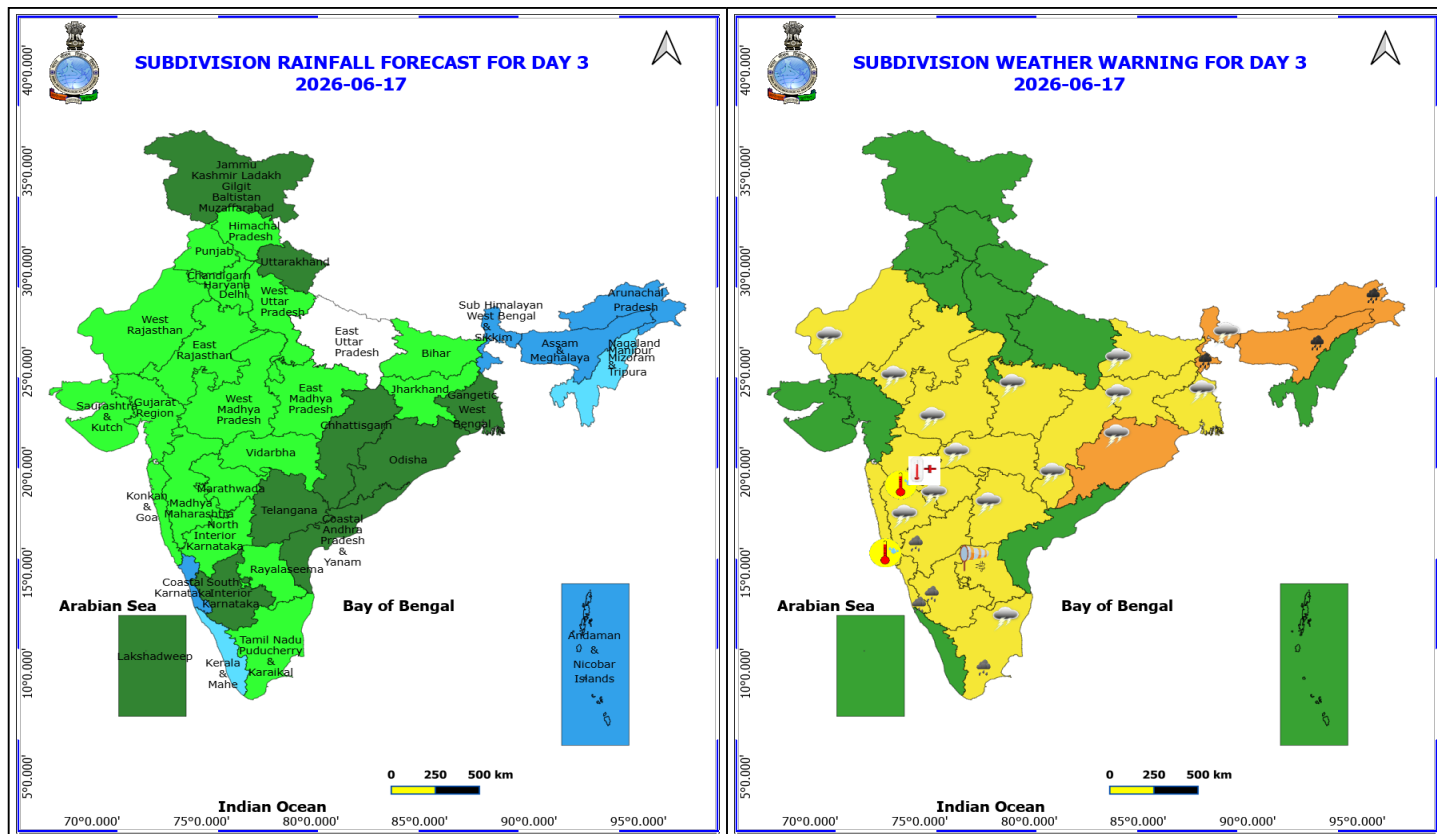 SUBDIVISION RAINFALL FORECAST FOR DAY 3
2026-06-17
40°0.000'
35°0.000'
30°0.000'
25°0.000'
20°0.000'
15°0.000'
10°0.000'
5°0.000'
Jammu
Kashmir Ladakh
Gilgit
Baltistan
Muzaffarabad
Himachal
Pradesh
Punjab
Uttarakhand
Chandigarh
Haryana
Delhi
West
Uttar
Pradesh
West
Rajasthan
East
Rajasthan
East
Uttar
Pradesh
Sub Himalayan
West Bengal
&
Sikkim
Arunachal
Pradesh
Assam
&
Meghalaya
Nagaland
Manipur
Mizoram
&
Tripura
Bihar
Jharkhand
Gangetic
West
Bengal
Saurashtra
&
Kutch
Gujarat
Region
West
Madhya
Pradesh
East
Madhya
Pradesh
Chhattisgarh
Odisha
Vidarbha
Konkan
&
Goa
Marathwada
Madhya
Maharashtra
North
Interior
Karnataka
Telangana
Coastal
Andhra
Pradesh
&
Yanam
Rayalaseema
Coastal
Karnataka
South
Interior
Karnataka
Arabian Sea
Bay of Bengal
Lakshadweep
Kerala
&
Mahe
Tamil Nadu
Puducherry
&
Karaikal
Andaman
&
Nicobar
Islands
0 250 500 km
Indian Ocean
70°0.000' 75°0.000' 80°0.000' 85°0.000' 90°0.000' 95°0.000'
SUBDIVISION WEATHER WARNING FOR DAY 3
2026-06-17
40°0.000'
35°0.000'
30°0.000'
25°0.000'
20°0.000'
15°0.000'
10°0.000'
5°0.000'
Arabian Sea
Bay of Bengal
0 250 500 km
Indian Ocean
70°0.000' 75°0.000' 80°0.000' 85°0.000' 90°0.000' 95°0.000'